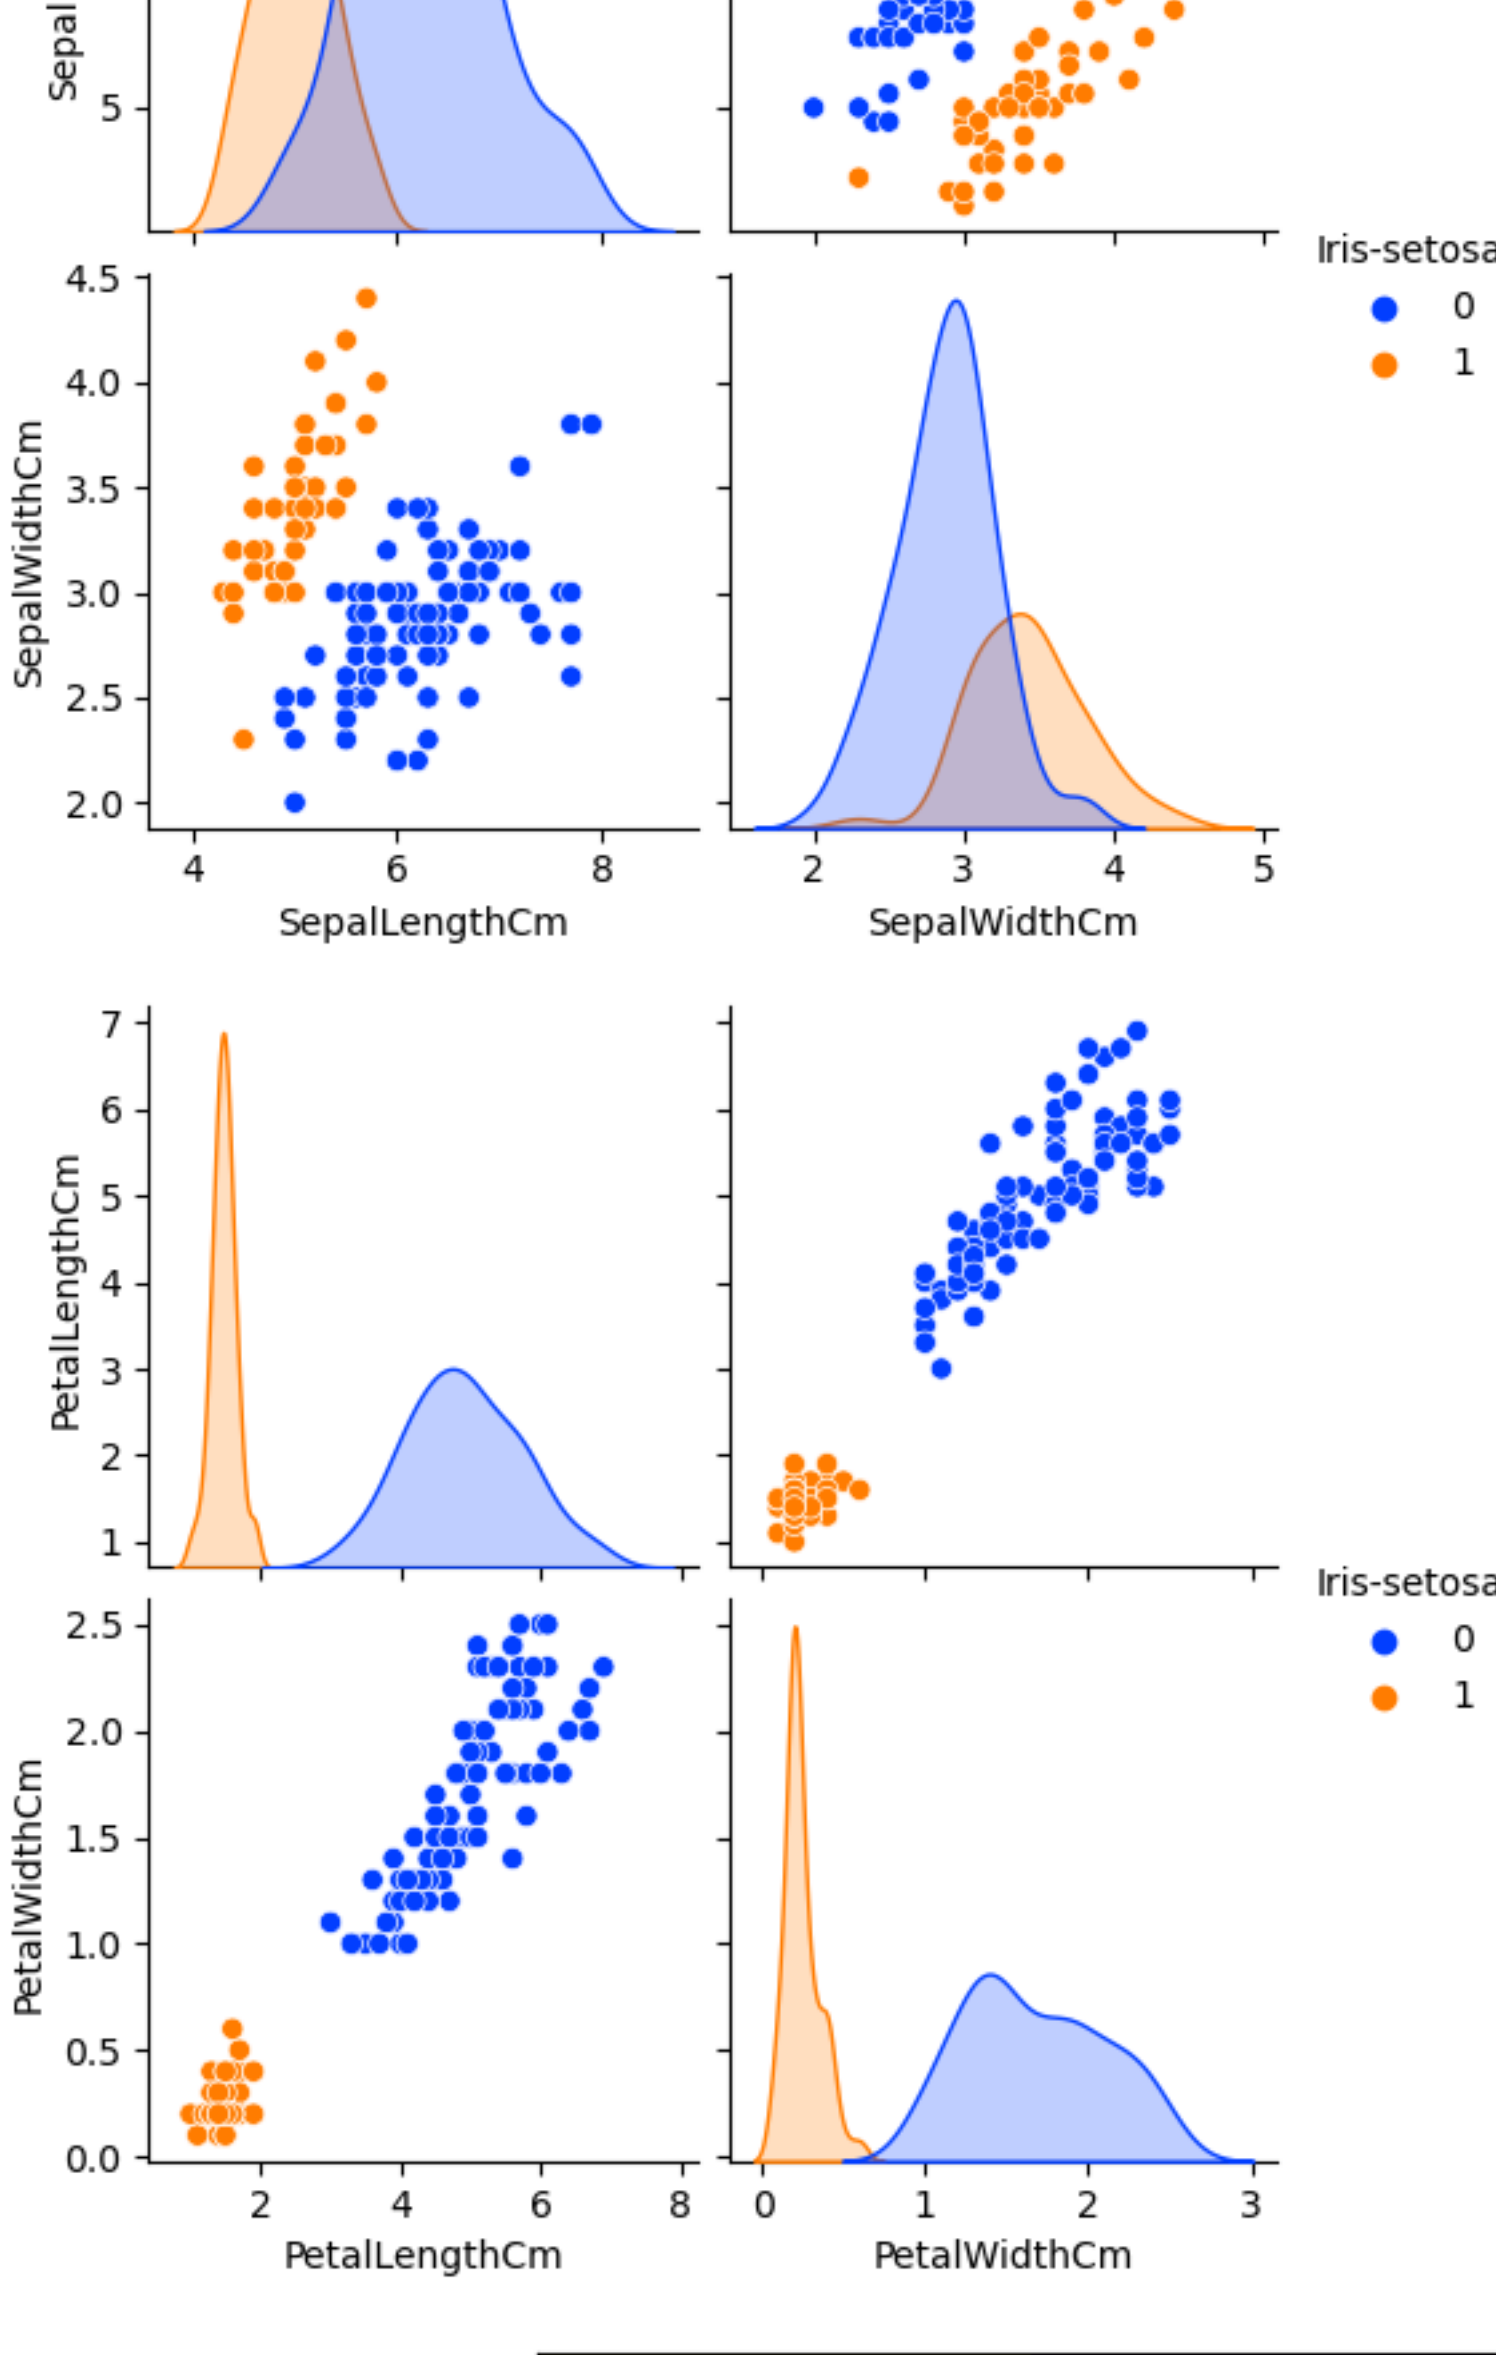 Sepal
5
Iris-setosa
0
1
4.5
4.0
3.5
3.0
2.5
2.0
SepalWidthCm
4 6 8
2 3 4 5
SepalLengthCm SepalWidthCm
7
6
5
4
3
2
1
PetalLengthCm
Iris-setosa
0
1
2.5
2.0
1.5
1.0
0.5
0.0
PetalWidthCm
2 4 6 8
0 1 2 3
PetalLengthCm PetalWidthCm